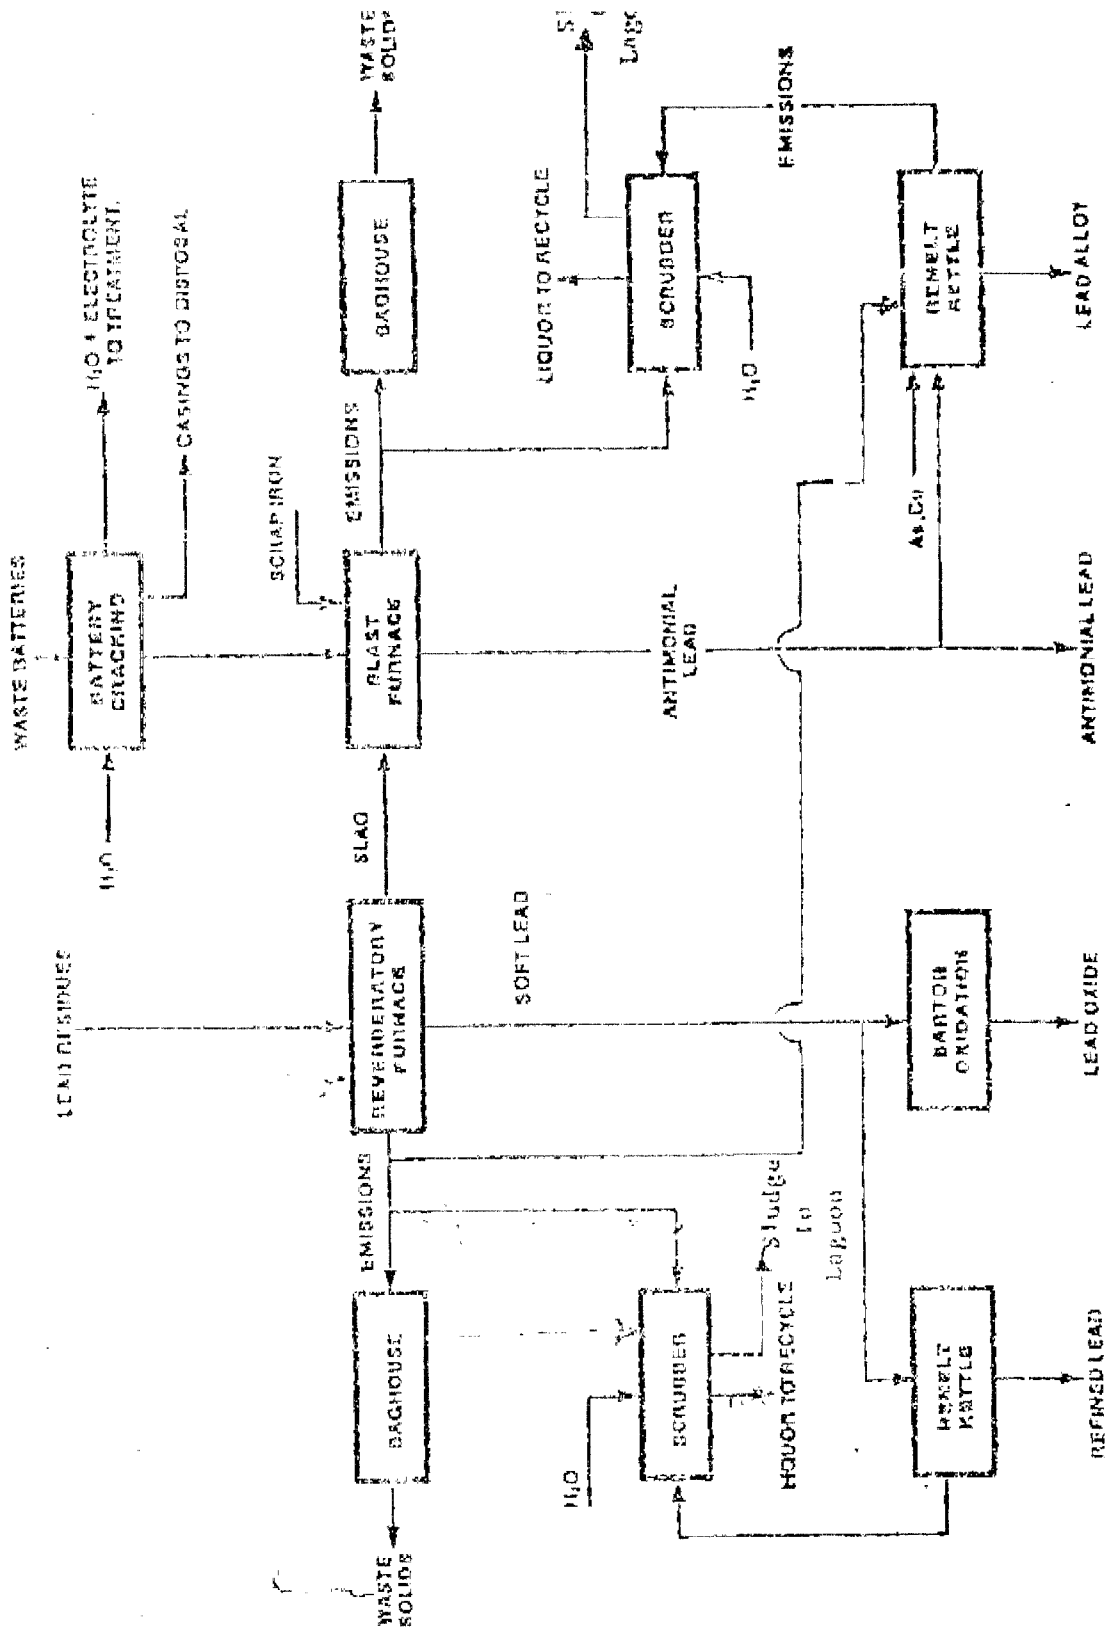 WASTE BATTERIES
LEAD RESIDUES
H₂O
BATTERY
CRACKING
H₂O + ELECTROLYTE
TO TREATMENT
CASINGS TO DISPOSAL
SCRAP IRON
WASTE
SOLIDS
BAGHOUSE
EMISSIONS
REVERBERATORY
FURNACE
SLAG
BLAST
FURNACE
EMISSIONS
BAGHOUSE
WASTE
SOLIDS
SOFT LEAD
H₂O
SCRUBBER
Sludge
to
Lagoon
LIQUOR TO RECYCLE
ANTIMONIAL
LEAD
LIQUOR TO RECYCLE
SCRUBBER
H₂O
EMISSIONS
REMELT
KETTLE
BARTON
OXIDATION
REMELT
KETTLE
REFINED LEAD
LEAD OXIDE
ANTIMONIAL LEAD
LEAD ALLOY